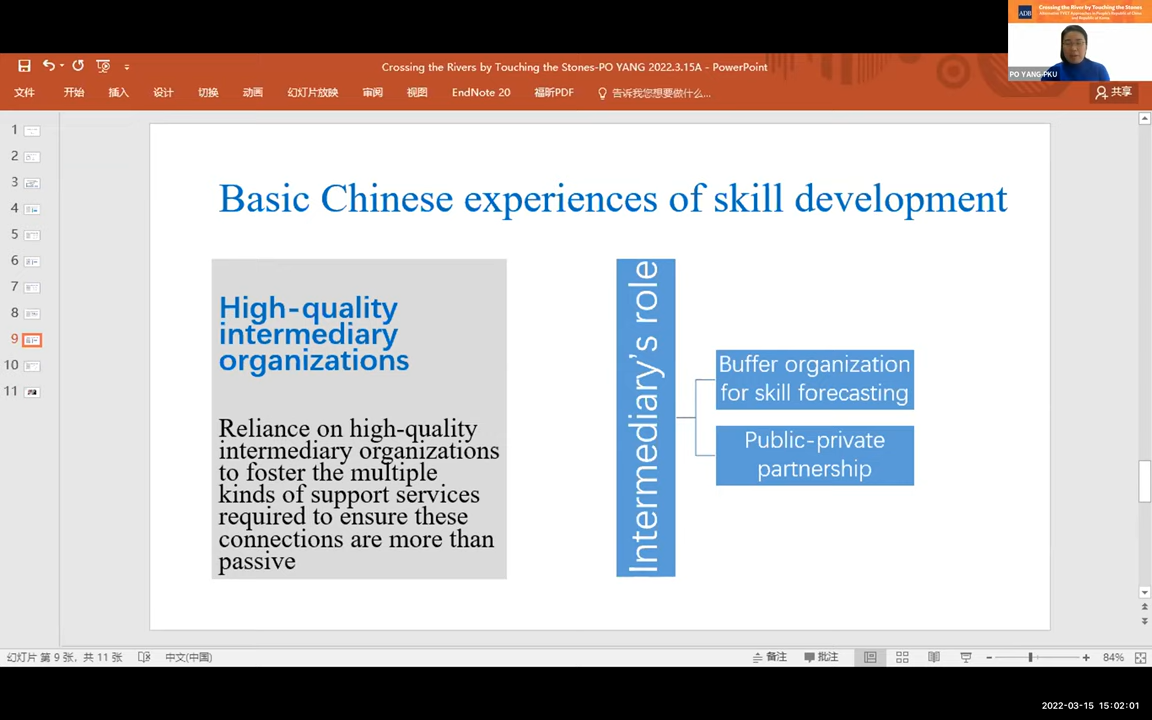 Crossing the River by Touching the Stones
ADB
PO YANG-PKU
Crossing the Rivers by Touching the Stones-PO YANG 2022.3.15A - PowerPoint
文件 开始 插入 设计 切换 动画 幻灯片放映 审阅 视图 EndNote 20 福昕PDF 告诉我您想要做什么... 共享
1
2
3
4
5
6
7
8
9
10
11
Basic Chinese experiences of skill development
High-quality
intermediary
organizations
Reliance on high-quality
intermediary organizations
to foster the multiple
kinds of support services
required to ensure these
connections are more than
passive
Intermediary's role
Buffer organization
for skill forecasting
Public-private
partnership
幻灯片 第 9 张, 共 11 张 中文(中国) 备注 批注 84%
2022-03-15 15:02:01